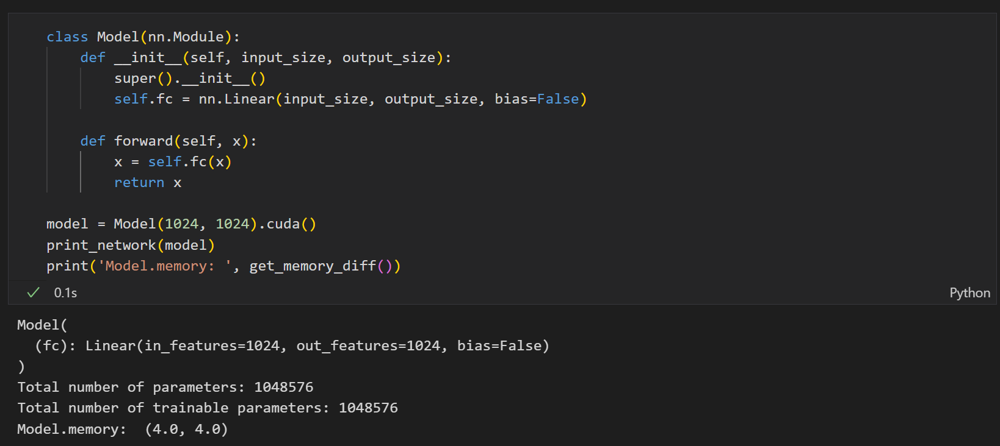 class Model(nn.Module):
    def __init__(self, input_size, output_size):
        super().__init__()
        self.fc = nn.Linear(input_size, output_size, bias=False)
    def forward(self, x):
        x = self.fc(x)
        return x
model = Model(1024, 1024).cuda()
print_network(model)
print('Model.memory: ', get_memory_diff())
0.1s Python
Model(
  (fc): Linear(in_features=1024, out_features=1024, bias=False)
)
Total number of parameters: 1048576
Total number of trainable parameters: 1048576
Model.memory:  (4.0, 4.0)